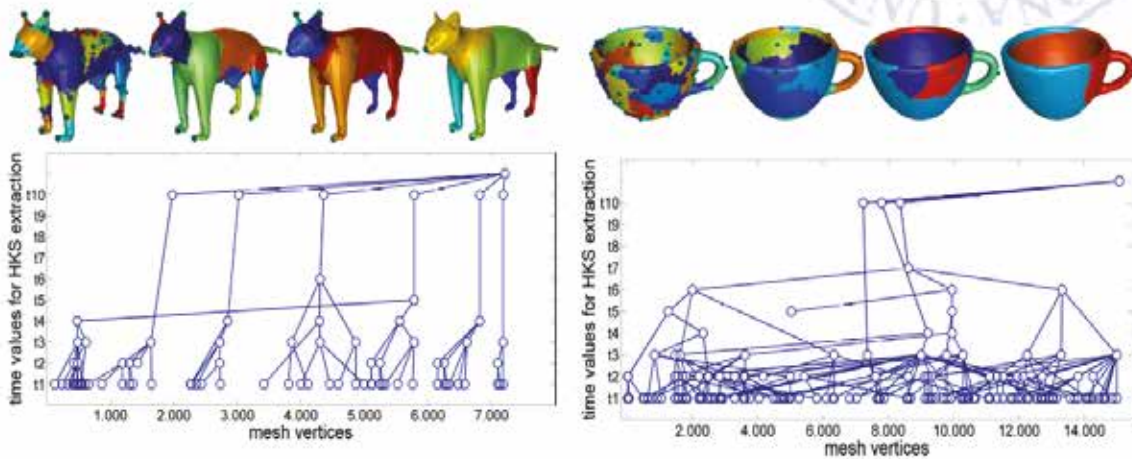 time values for HKS extraction
t10
t9
t8
t7
t6
t5
t4
t3
t2
t1
1.000 2.000 3.000 4.000 5.000 6.000 7.000
mesh vertices
time values for HKS extraction
t10
t9
t8
t7
t6
t5
t4
t3
t2
t1
2.000 4.000 6.000 8.000 10.000 12.000 14.000
mesh vertices